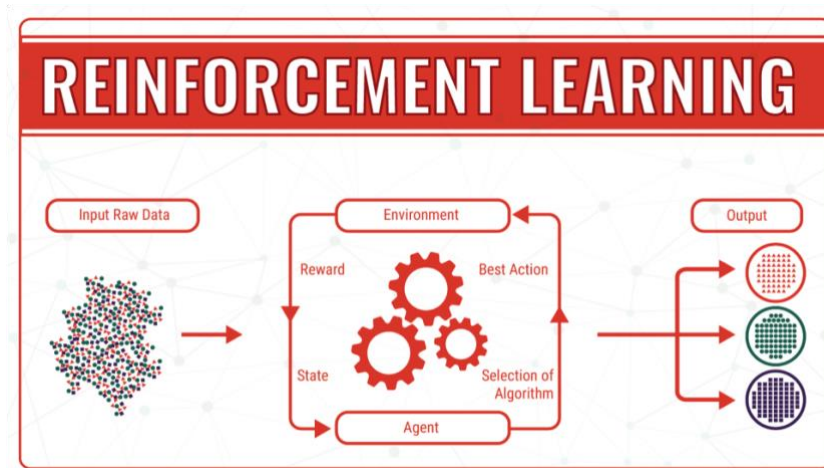 REINFORCEMENT LEARNING
Input Raw Data
Environment
Output
Reward
Best Action
State
Selection of
Algorithm
Agent